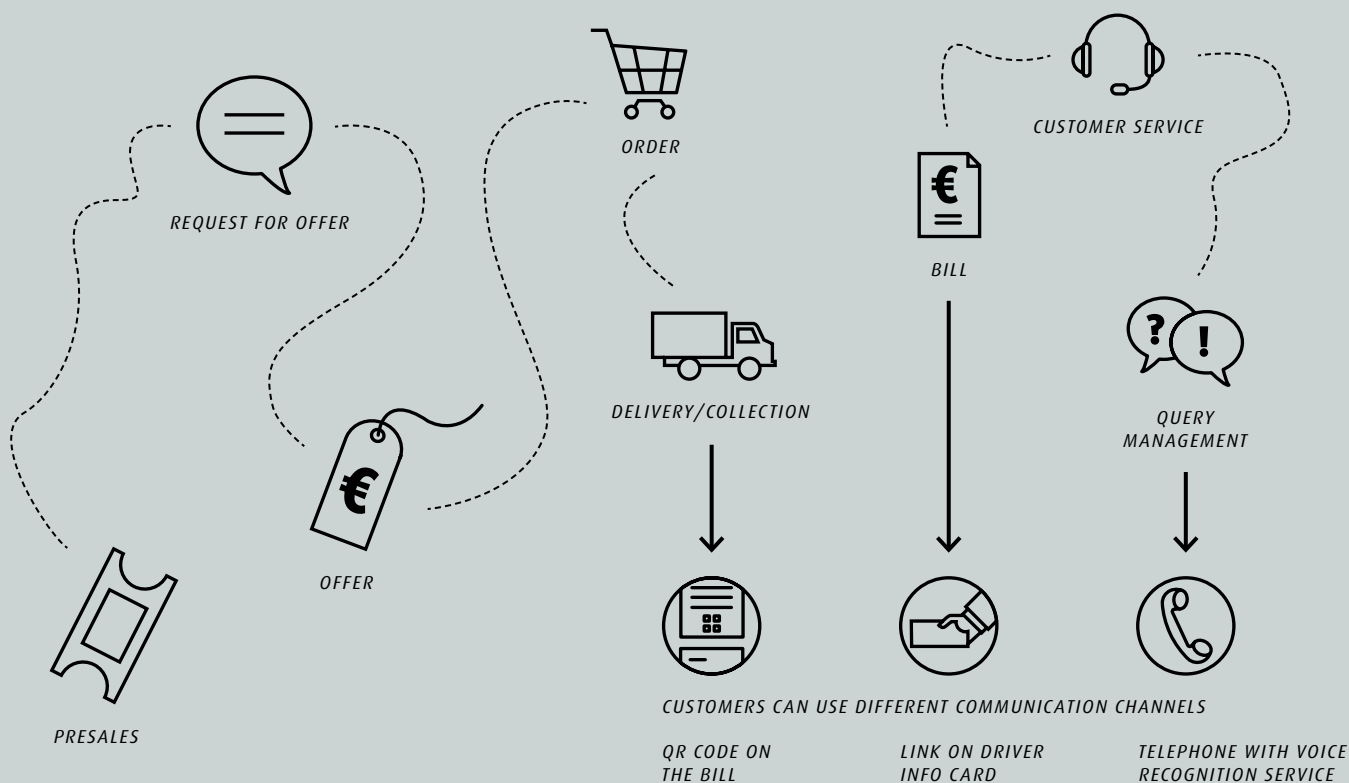 ORDER
CUSTOMER SERVICE
REQUEST FOR OFFER
€
BILL
?
!
DELIVERY/COLLECTION
QUERY
MANAGEMENT
€
OFFER
PRESALES
CUSTOMERS CAN USE DIFFERENT COMMUNICATION CHANNELS
QR CODE ON
THE BILL
LINK ON DRIVER
INFO CARD
TELEPHONE WITH VOICE
RECOGNITION SERVICE